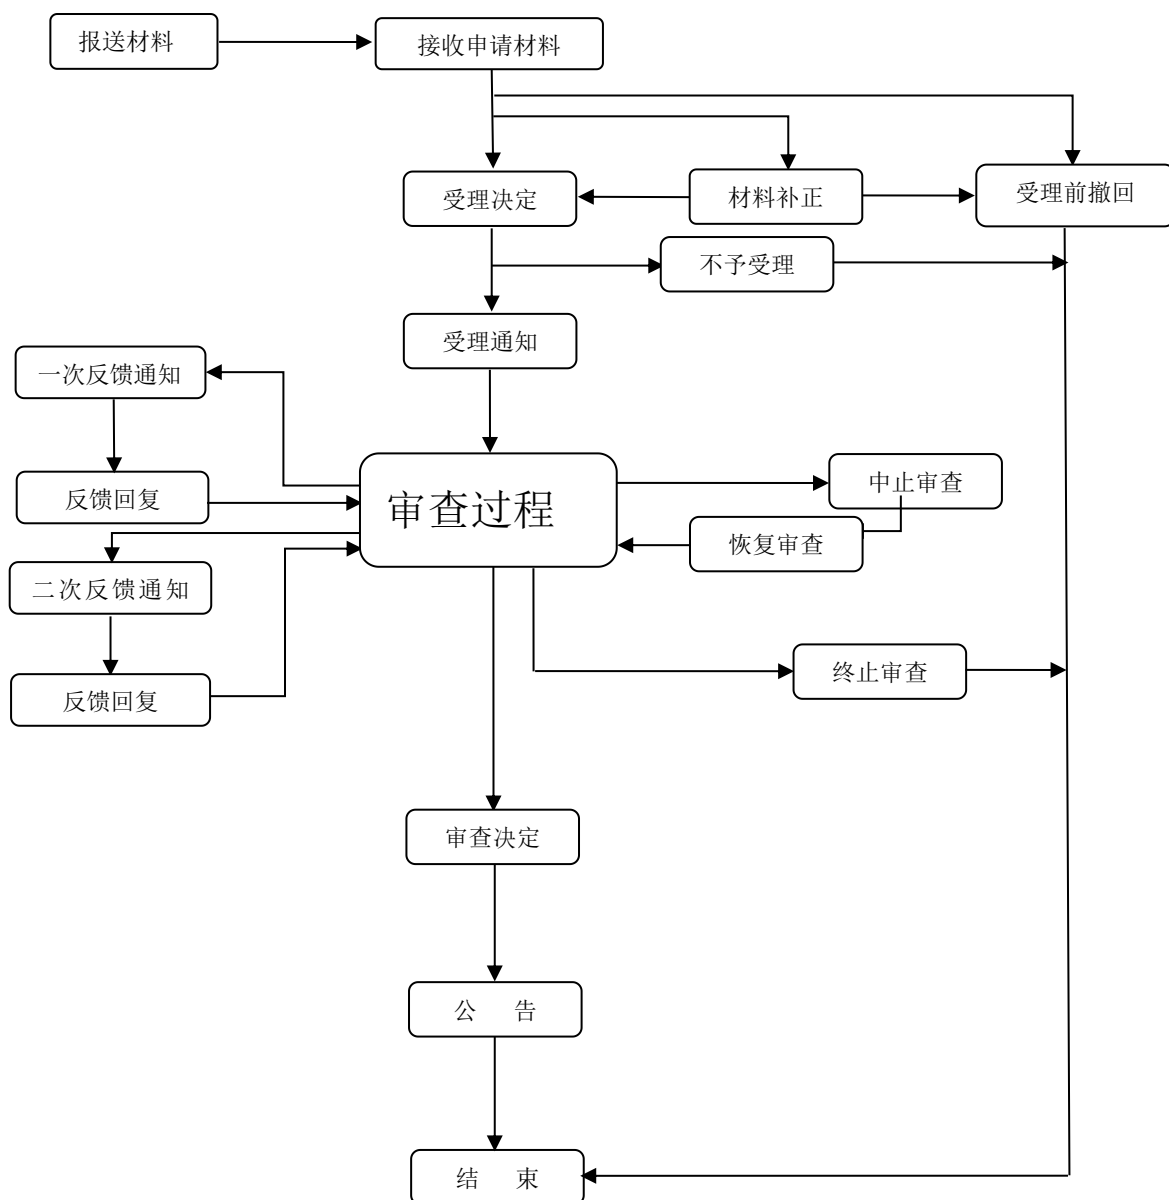 报送材料
接收申请材料
受理决定
材料补正
受理前撤回
不予受理
受理通知
一次反馈通知
反馈回复
审查过程
中止审查
恢复审查
二次反馈通知
反馈回复
终止审查
审查决定
公 告
结 束